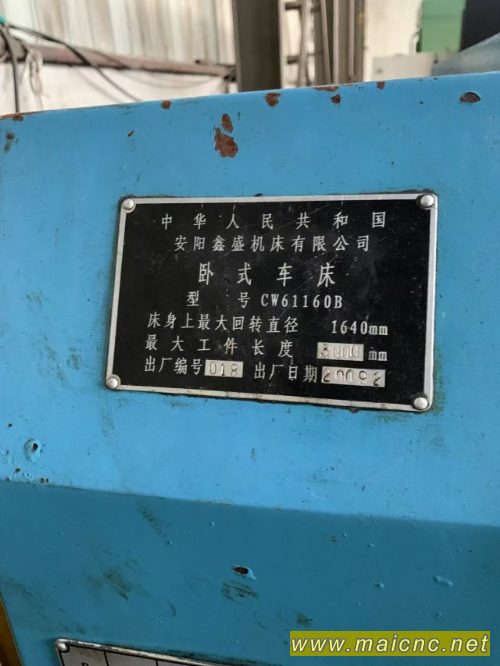 中华人民共和国
安阳鑫盛机床有限公司
卧式车床
型 号 CW61160B
床身上最大回转直径 1640mm
最大工件长度 mm
出厂编号 018 出厂日期 20092
www.maicnc.net